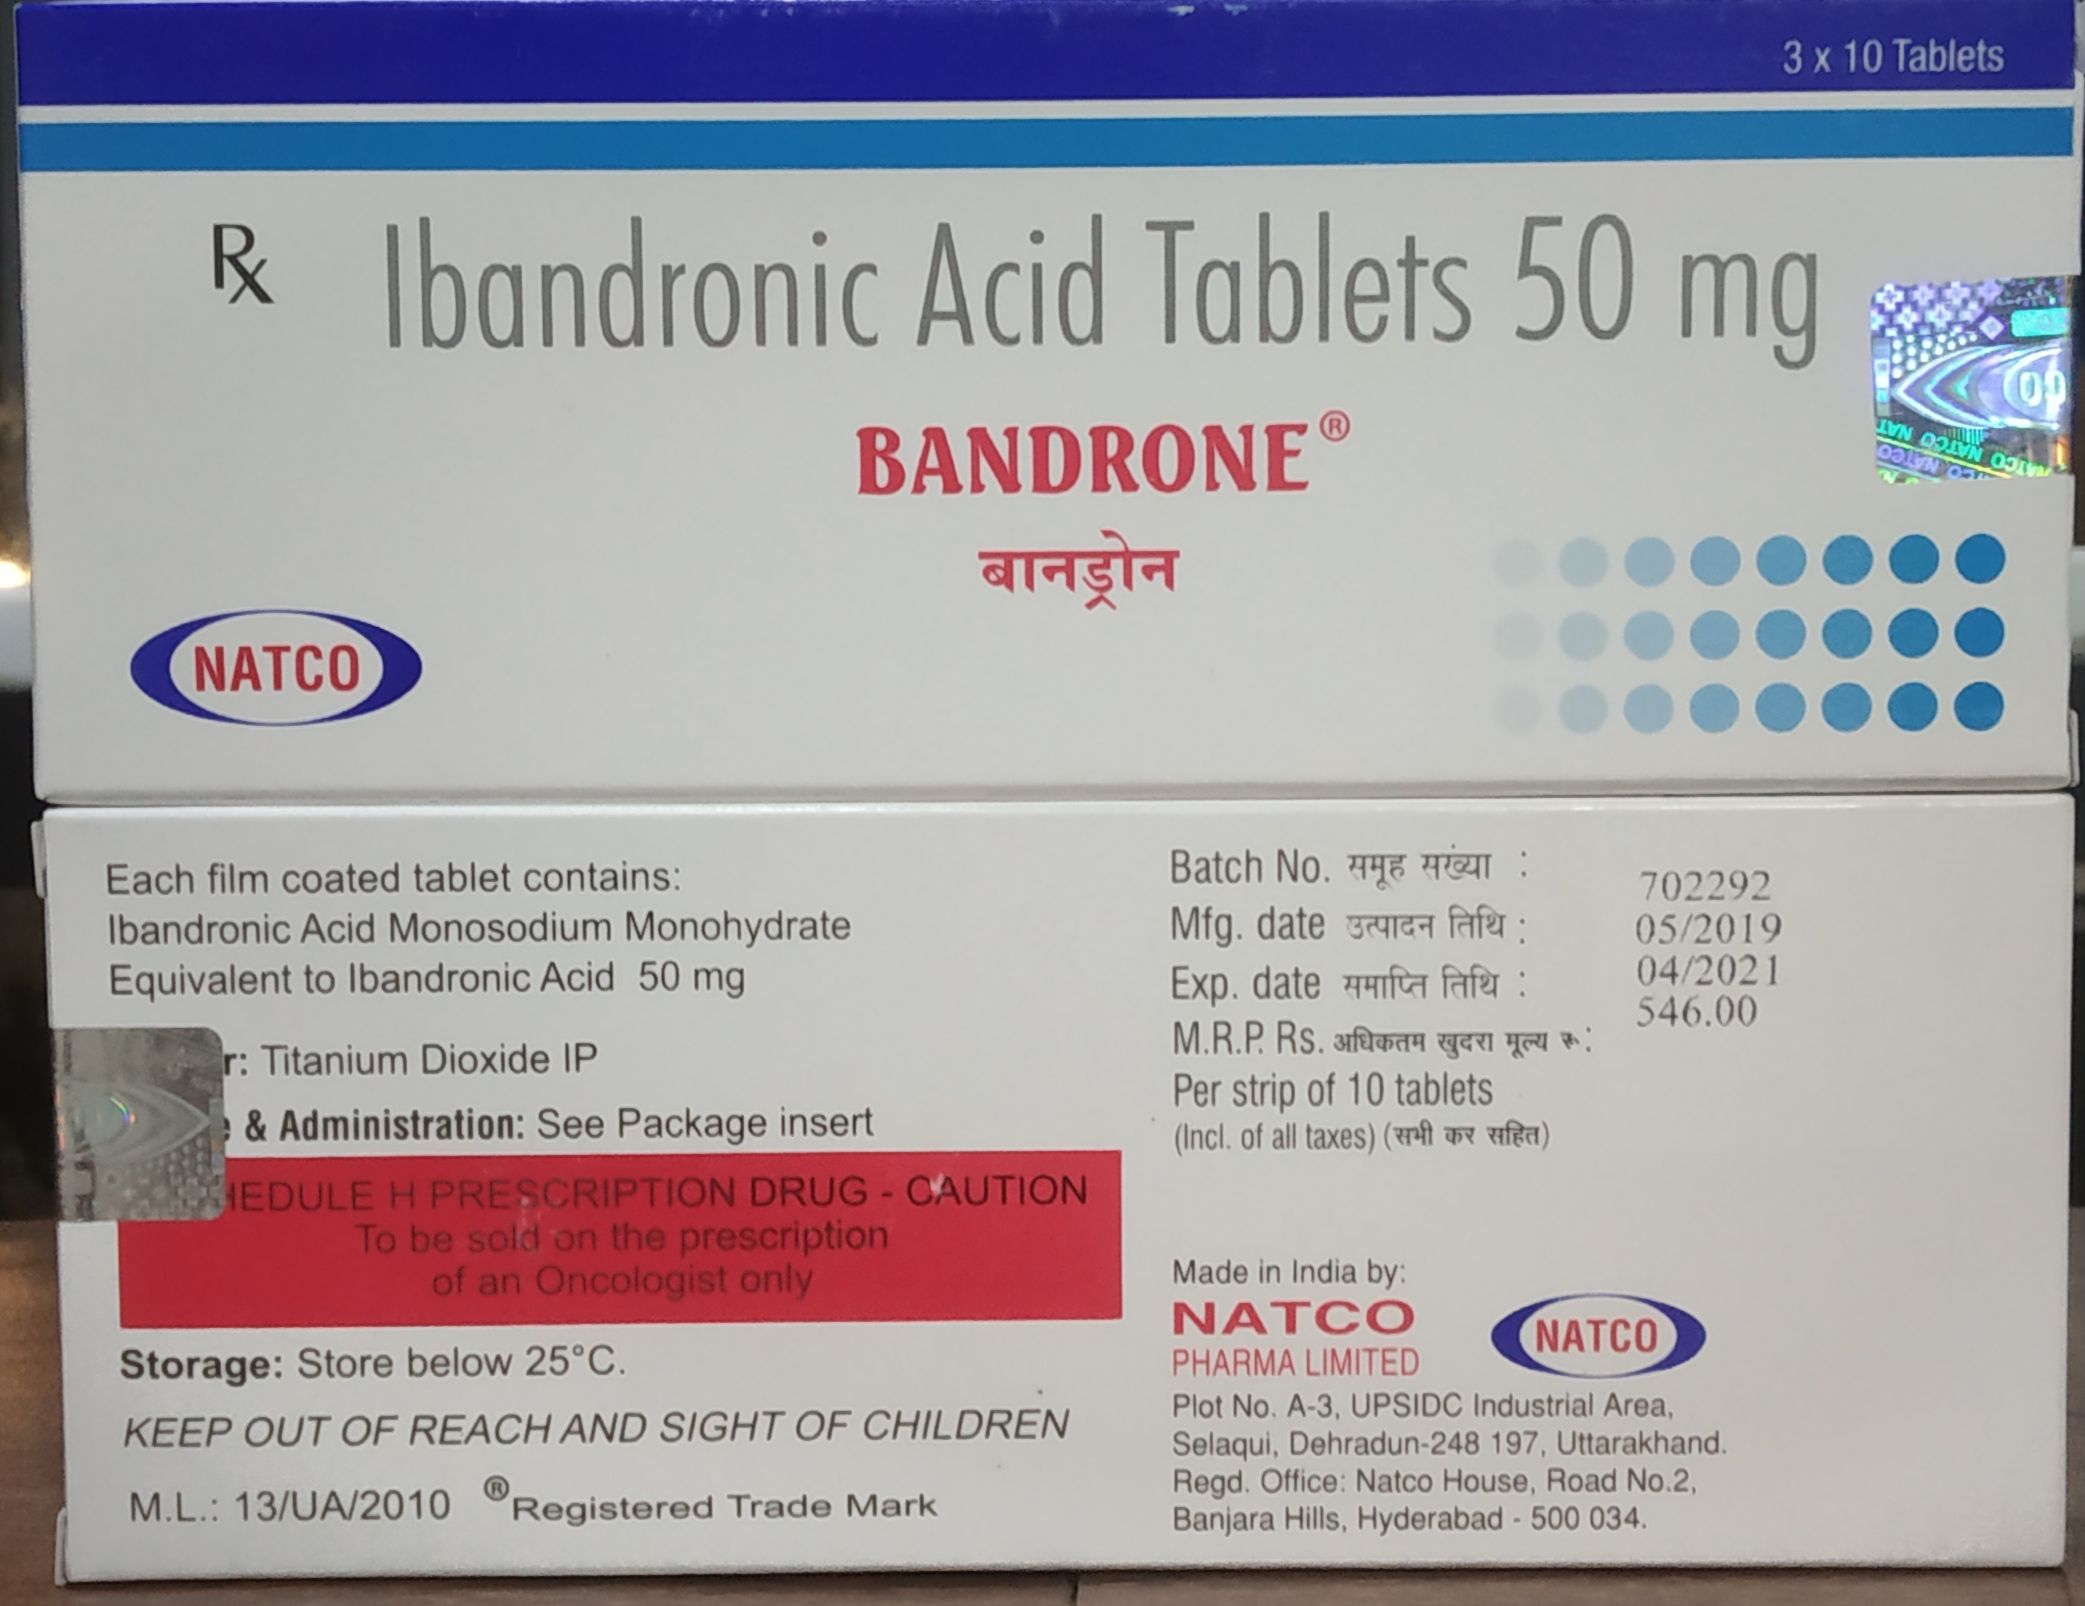 3 x 10 Tablets
Rx Ibandronic Acid Tablets 50 mg
BANDRONE®
बानड्रोन
NATCO
NATCO NATCO
Each film coated tablet contains:
Ibandronic Acid Monosodium Monohydrate
Equivalent to Ibandronic Acid 50 mg
r: Titanium Dioxide IP
& Administration: See Package insert
HEDULE H PRESCRIPTION DRUG - CAUTION
To be sold on the prescription
of an Oncologist only
Storage: Store below 25°C.
KEEP OUT OF REACH AND SIGHT OF CHILDREN
M.L.: 13/UA/2010 ®Registered Trade Mark
Batch No. समूह सख्ंया : 702292
Mfg. date उत्पादन तिथि : 05/2019
Exp. date समाप्ति तिथि : 04/2021
M.R.P. Rs. अधिकतम खुदरा मूल्य रू: 546.00
Per strip of 10 tablets
(Incl. of all taxes) (सभी कर सहित)
Made in India by:
NATCO
PHARMA LIMITED
NATCO
Plot No. A-3, UPSIDC Industrial Area,
Selaqui, Dehradun-248 197, Uttarakhand.
Regd. Office: Natco House, Road No.2,
Banjara Hills, Hyderabad - 500 034.